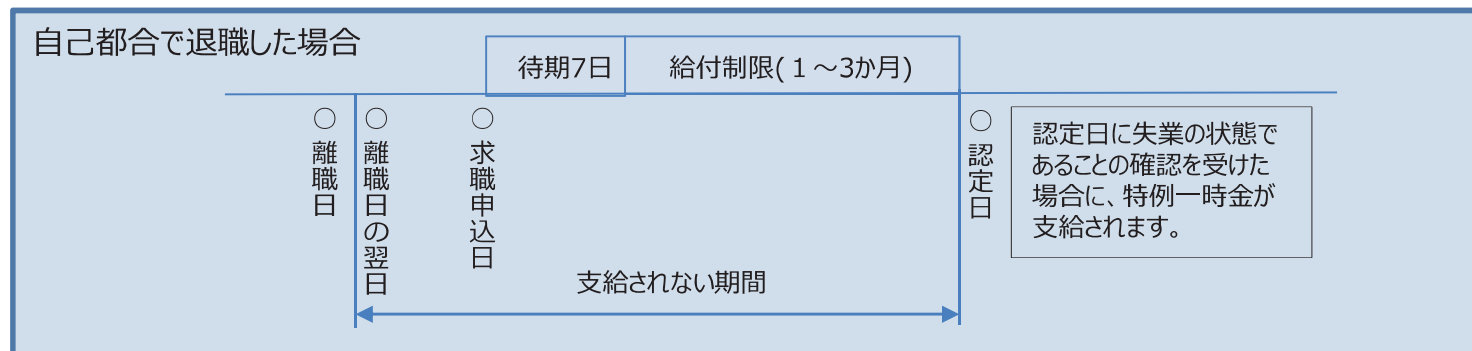 自己都合で退職した場合
待期7日
給付制限(１～3か月)
○離職日
○離職日の翌日
○求職申込日
○認定日
認定日に失業の状態で
あることの確認を受けた
場合に、特例一時金が
支給されます。
支給されない期間